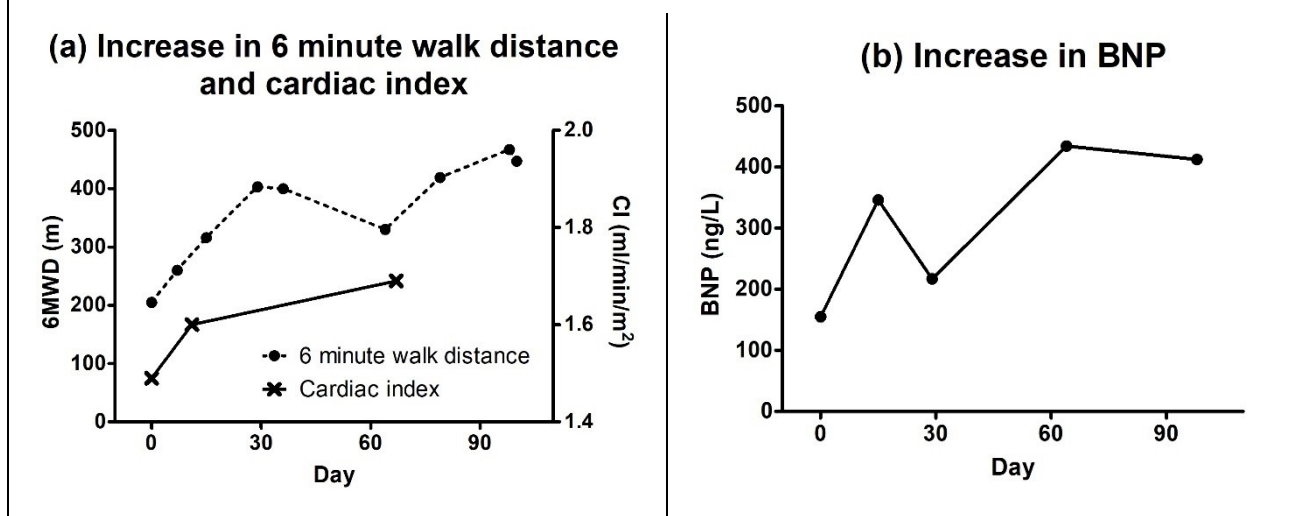 (a) Increase in 6 minute walk distance
and cardiac index
500
400
300
200
100
0
6MWD (m)
2.0
1.8
1.6
1.4
CI (ml/min/m²)
6 minute walk distance
Cardiac index
0 30 60 90
Day
(b) Increase in BNP
500
400
300
200
100
0
BNP (ng/L)
0 30 60 90
Day